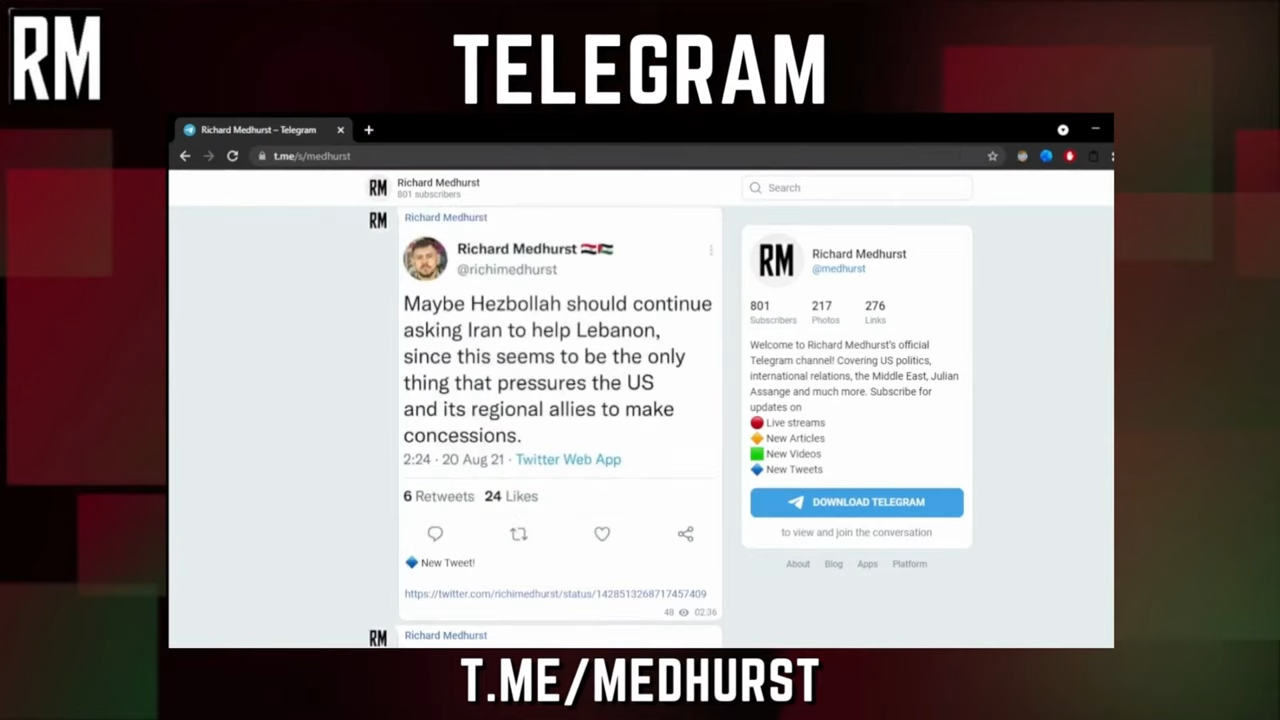 RM
TELEGRAM
Richard Medhurst – Telegram
t.me/s/medhurst
RM
Richard Medhurst
801 subscribers
Search
RM
Richard Medhurst
Richard Medhurst
@richimedhurst
Maybe Hezbollah should continue
asking Iran to help Lebanon,
since this seems to be the only
thing that pressures the US
and its regional allies to make
concessions.
2:24 · 20 Aug 21 · Twitter Web App
6 Retweets 24 Likes
New Tweet!
https://twitter.com/richimedhurst/status/1428513268717457409
48 02:36
RM
Richard Medhurst
RM
Richard Medhurst
@medhurst
801 217 276
Subscribers Photos Links
Welcome to Richard Medhurst's official
Telegram channel! Covering US politics,
international relations, the Middle East, Julian
Assange and much more. Subscribe for
updates on
Live streams
New Articles
New Videos
New Tweets
DOWNLOAD TELEGRAM
to view and join the conversation
About Blog Apps Platform
T.ME/MEDHURST